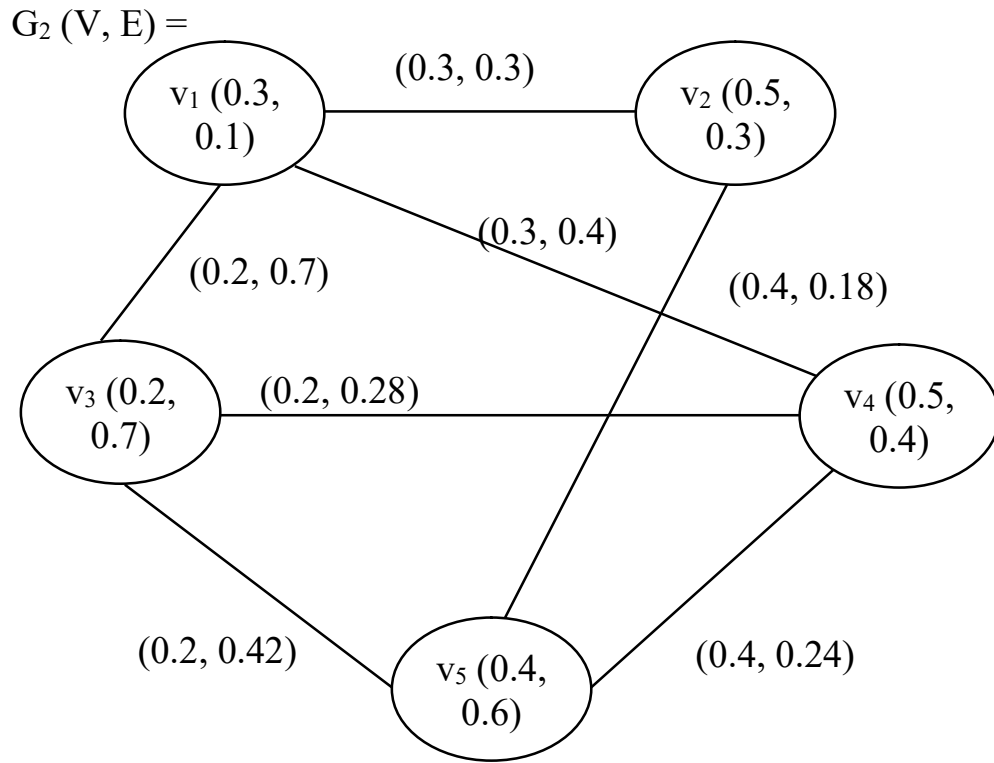 G₂ (V, E) =
(0.3, 0.3)
v₁ (0.3,
0.1)
v₂ (0.5,
0.3)
(0.3, 0.4)
(0.2, 0.7)
(0.4, 0.18)
v₃ (0.2,
0.7)
(0.2, 0.28)
v₄ (0.5,
0.4)
(0.2, 0.42)
v₅ (0.4,
0.6)
(0.4, 0.24)